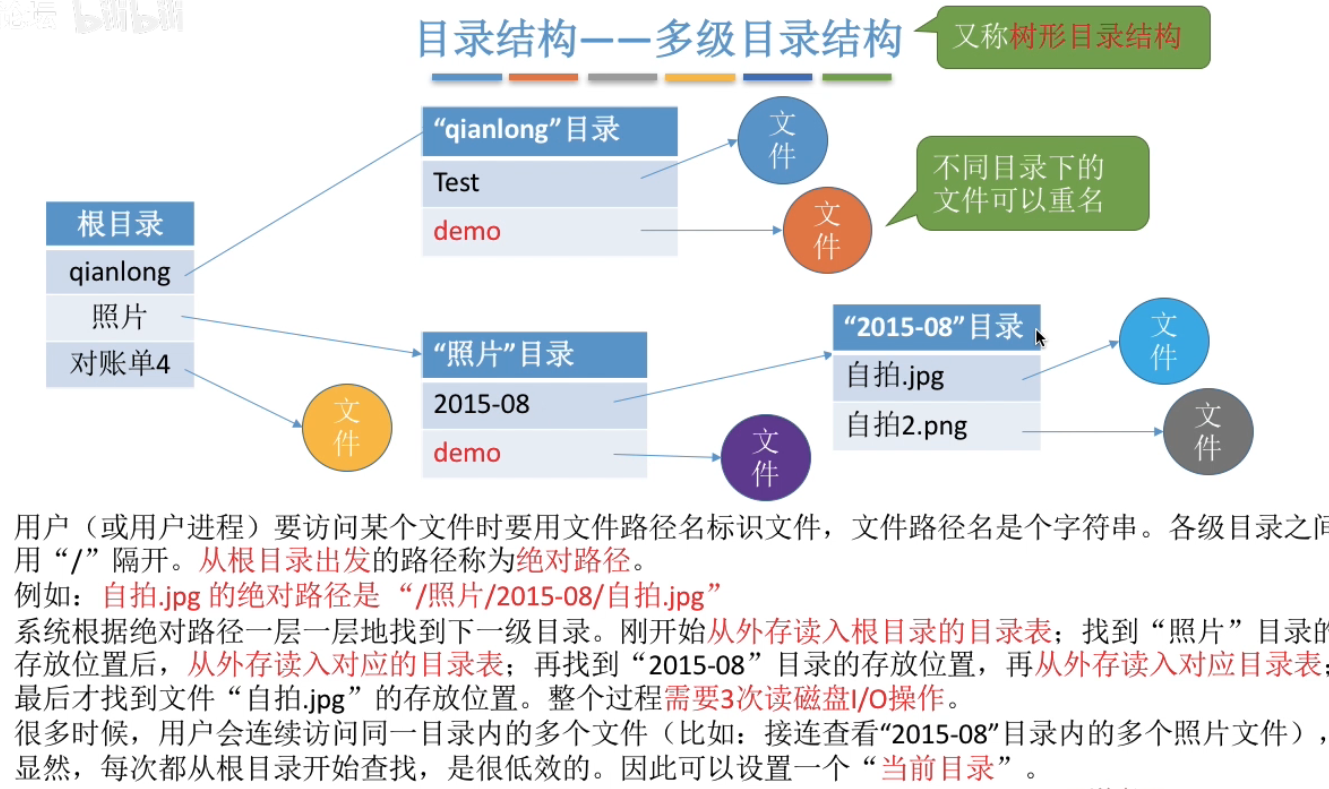 bilibili
目录结构——多级目录结构
又称树形目录结构
根目录
qianlong
照片
对账单4
文件
“qianlong”目录
Test
demo
文件
文件
不同目录下的
文件可以重名
“照片”目录
2015-08
demo
文件
“2015-08”目录
自拍.jpg
自拍2.png
文件
文件
用户（或用户进程）要访问某个文件时要用文件路径名标识文件，文件路径名是个字符串。各级目录之间
用“/”隔开。从根目录出发的路径称为绝对路径。
例如：自拍.jpg 的绝对路径是 “/照片/2015-08/自拍.jpg”
系统根据绝对路径一层一层地找到下一级目录。刚开始从外存读入根目录的目录表；找到“照片”目录的
存放位置后，从外存读入对应的目录表；再找到“2015-08”目录的存放位置，再从外存读入对应目录表；
最后才找到文件“自拍.jpg”的存放位置。整个过程需要3次读磁盘I/O操作。
很多时候，用户会连续访问同一目录内的多个文件（比如：接连查看“2015-08”目录内的多个照片文件），
显然，每次都从根目录开始查找，是很低效的。因此可以设置一个“当前目录”。